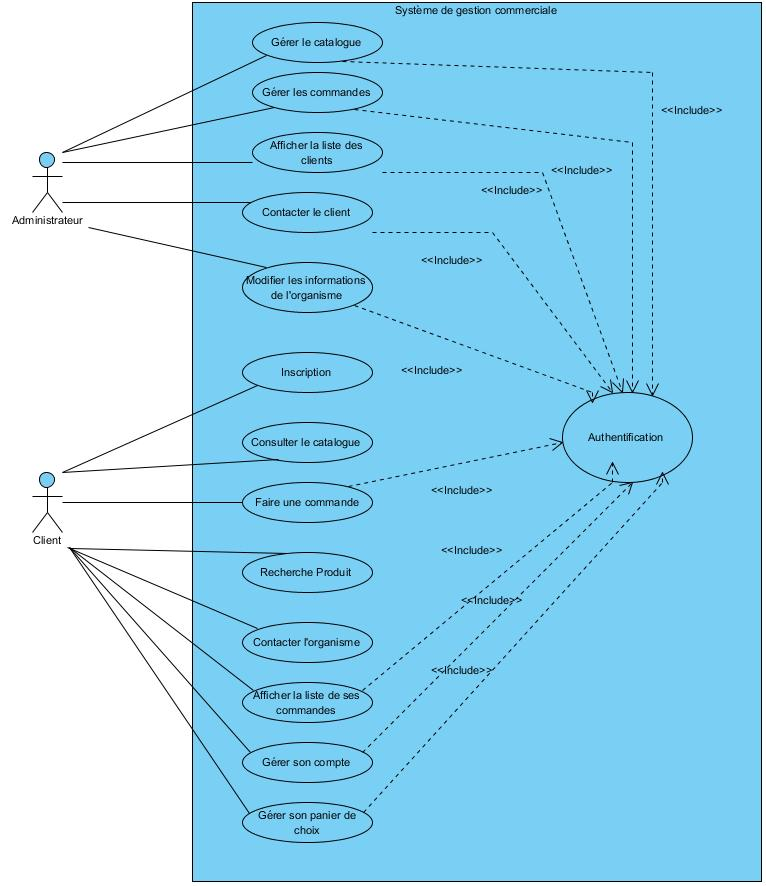 Système de gestion commerciale
Gérer le catalogue
Gérer les commandes
<<Include>>
Afficher la liste des
clients
<<Include>>
<<Include>>
Contacter le client
Administrateur
<<Include>>
Modifier les informations
de l'organisme
Inscription
<<Include>>
Authentification
Consulter le catalogue
<<Include>>
Faire une commande
Client
<<Include>>
Recherche Produit
<<Include>>
Contacter l'organisme
<<Include>>
Afficher la liste de ses
commandes
Gérer son compte
Gérer son panier de
choix